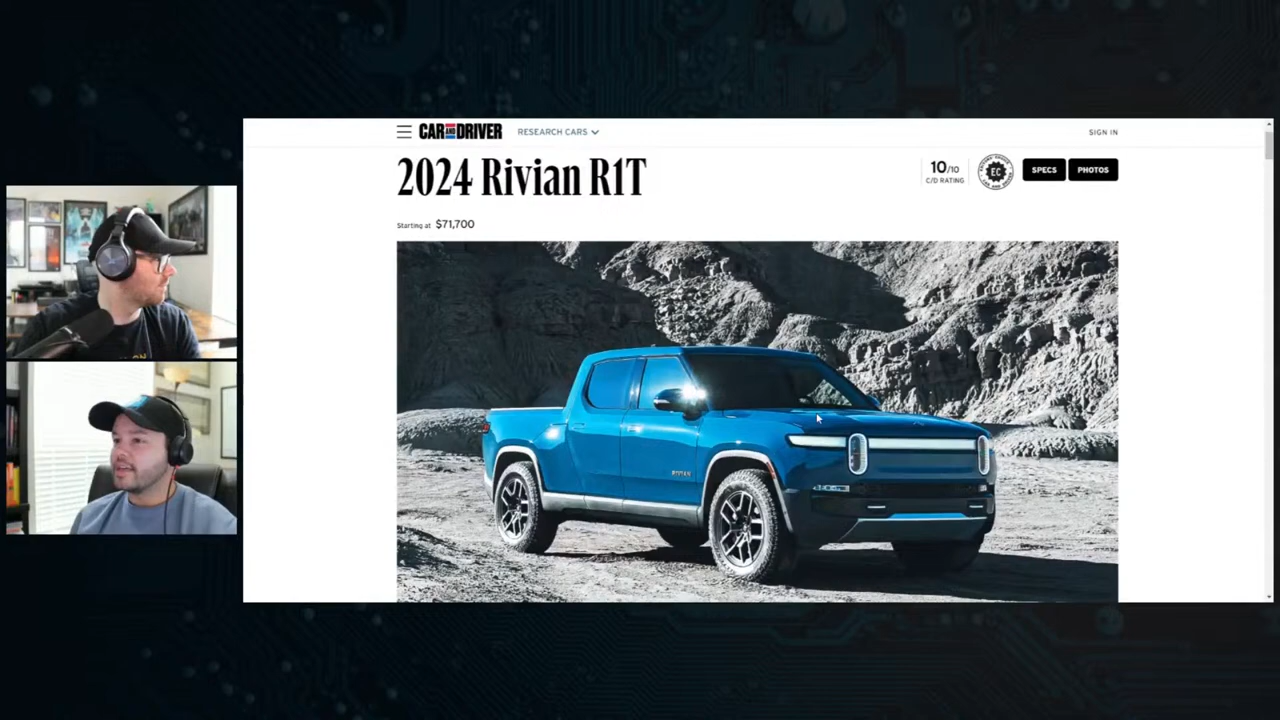 CAR AND DRIVER
RESEARCH CARS
SIGN IN
2024 Rivian R1T
10/10
C/D RATING
EC
SPECS
PHOTOS
Starting at $71,700
RIVIAN